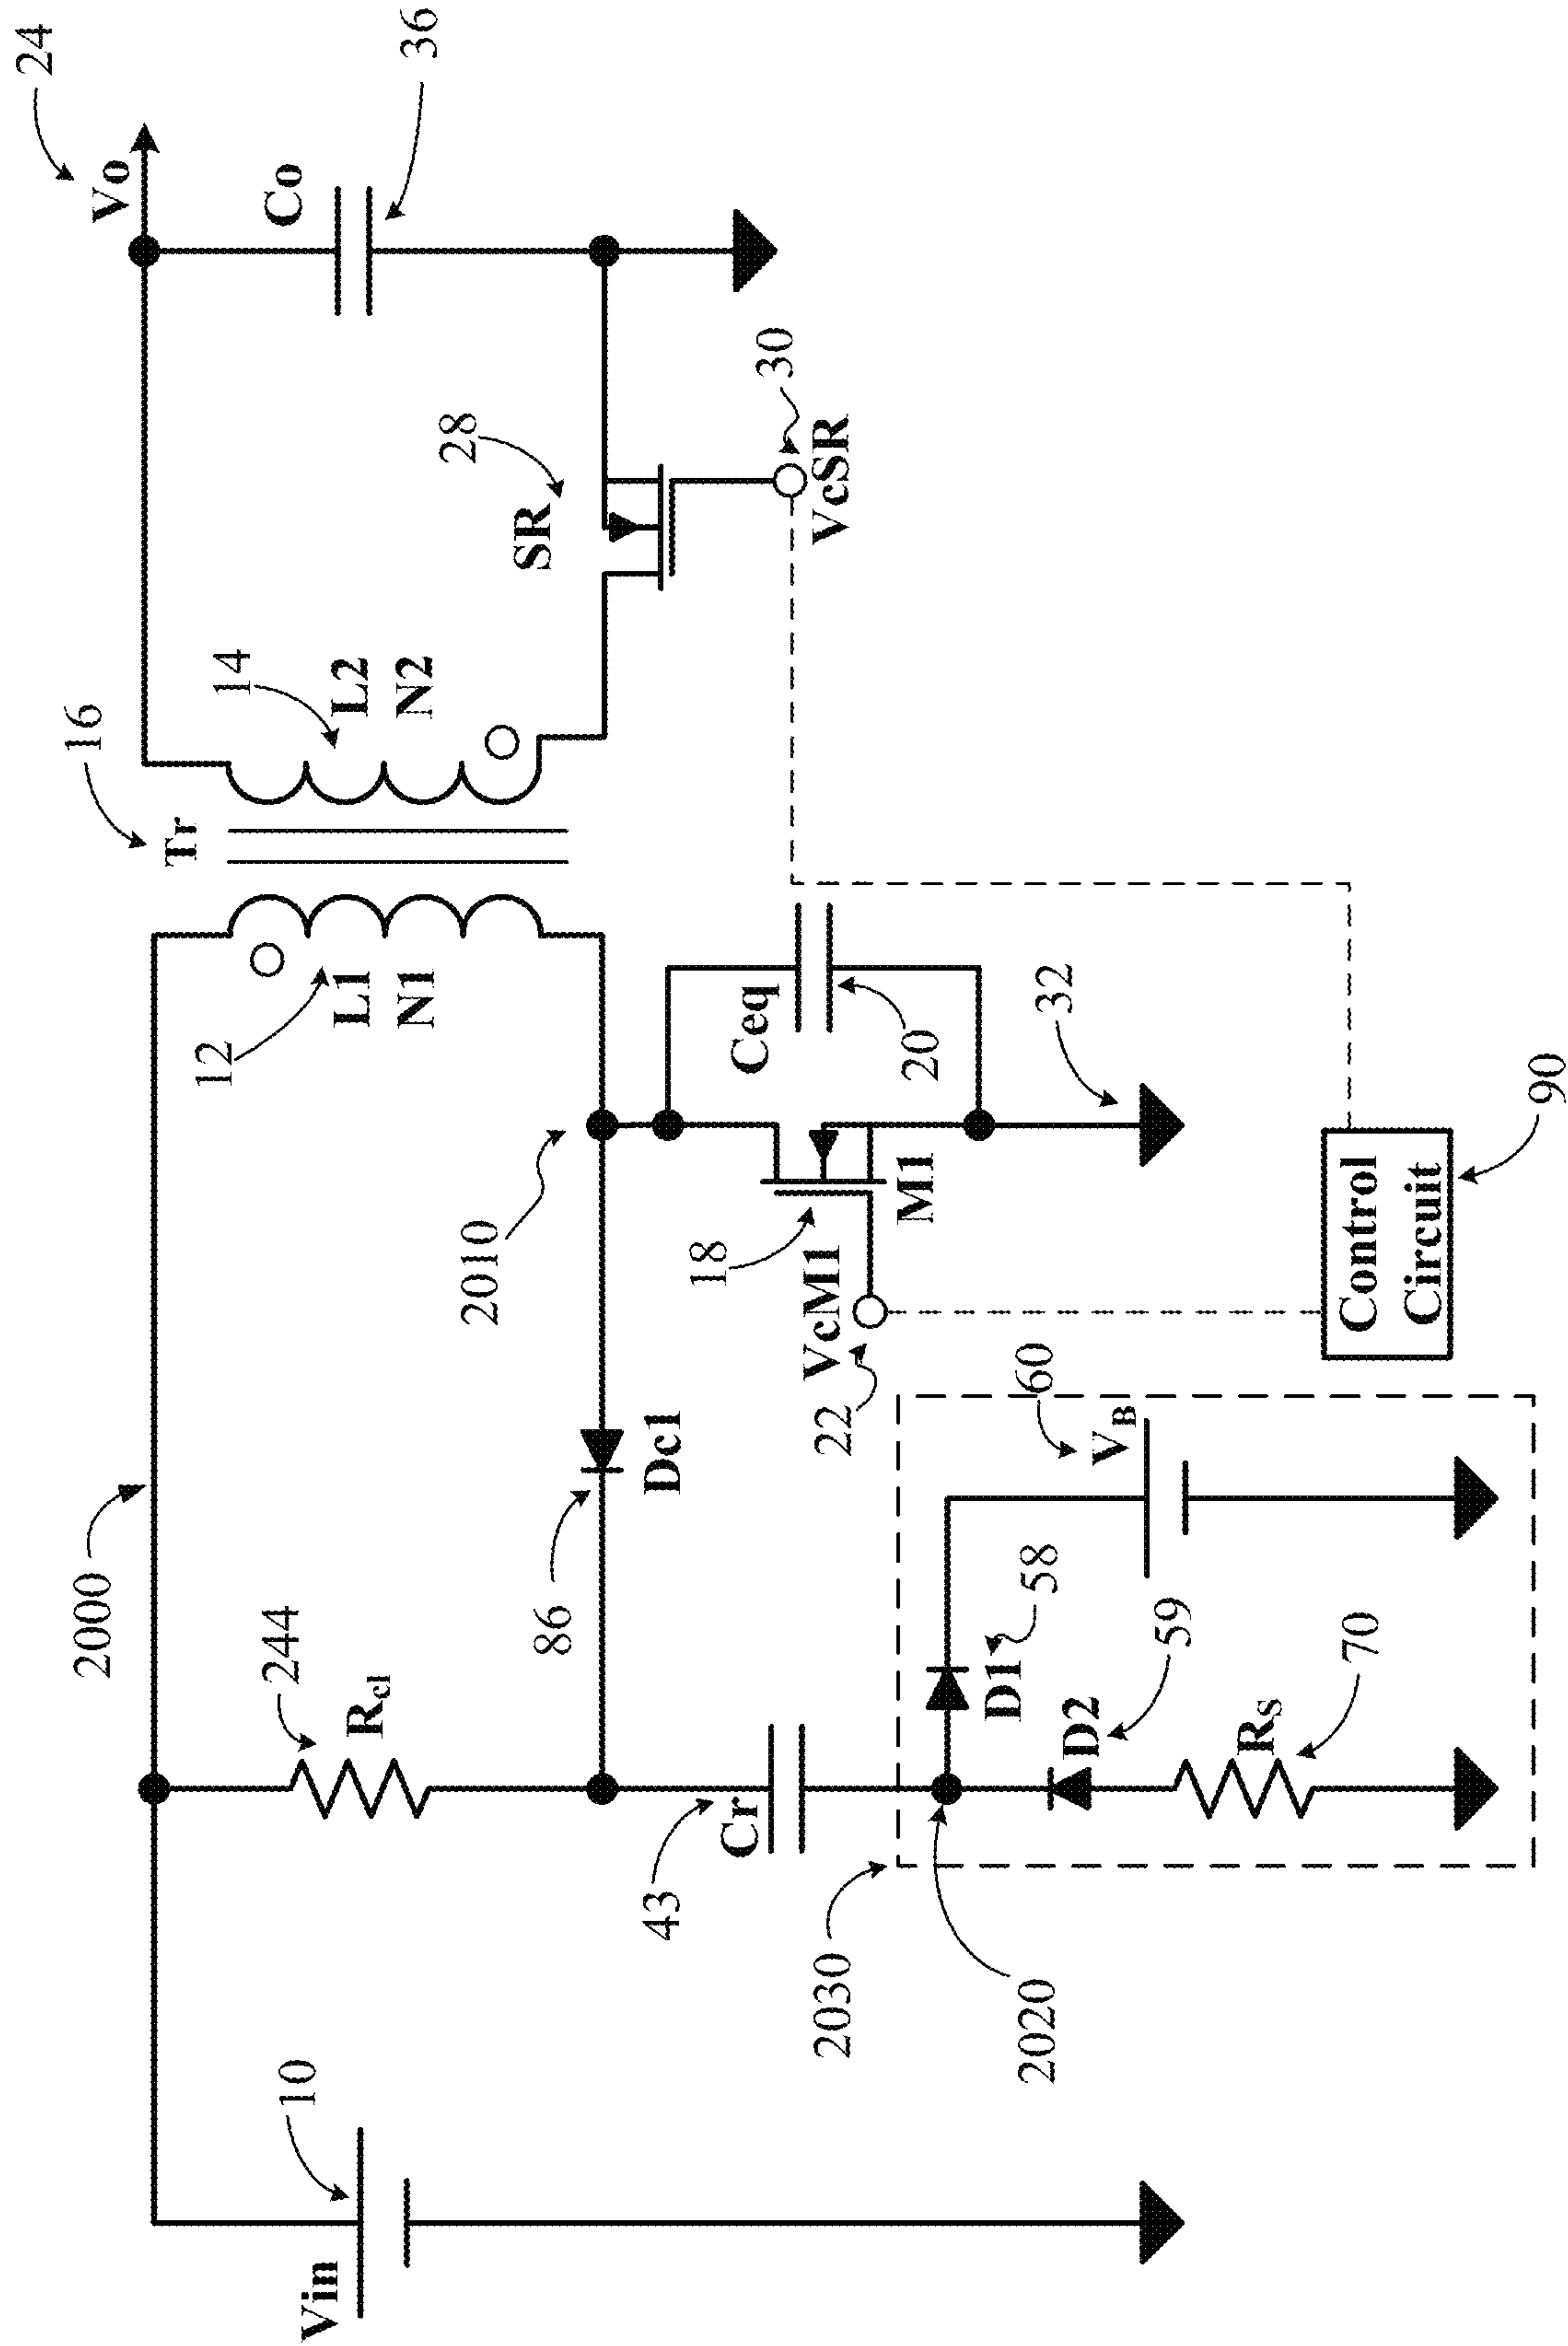 24
Vo
Co
36
16
Tr
14
L2
N2
SR
28
30
VcSR
2000
12
L1
N1
2010
Ceq
20
32
18
M1
VcM1
22
Control
Circuit
90
244
Rcl
86
Dc1
43
Cr
2030
2020
D1
58
D2
59
RS
70
60
VB
10
Vin